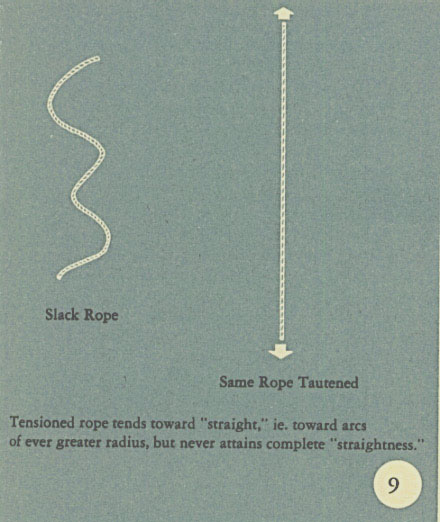 Slack Rope
Same Rope Tautened
Tensioned rope tends toward "straight," ie. toward arcs
of ever greater radius, but never attains complete "straightness."
9